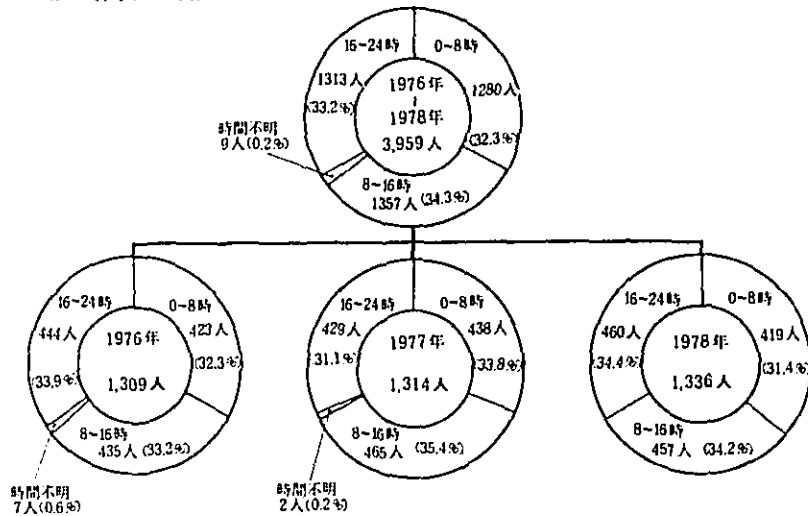 16~24時
0~8時
1313人
(33.2%)
1976年
~
1978年
3,959人
1280人
(32.3%)
時間不明
9人(0.2%)
8~16時
1357人(34.3%)
16~24時
0~8時
444人
(33.9%)
1976年
1,309人
423人
(32.3%)
8~16時
435人(33.2%)
時間不明
7人(0.6%)
16~24時
0~8時
429人
(31.1%)
1977年
1,314人
438人
(33.8%)
8~16時
465人(35.4%)
時間不明
2人(0.2%)
16~24時
0~8時
460人
(34.4%)
1978年
1,336人
419人
(31.4%)
8~16時
457人(34.2%)